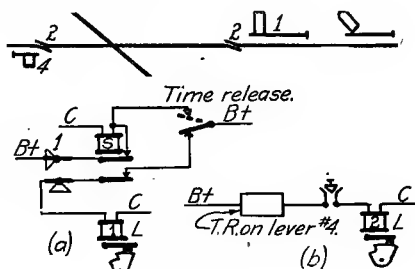 2
2
1
4
Time release.
C
B+
S
B+
1
C
1
L
(a)
B+
T.R. on lever #4.
C
2
L
(b)